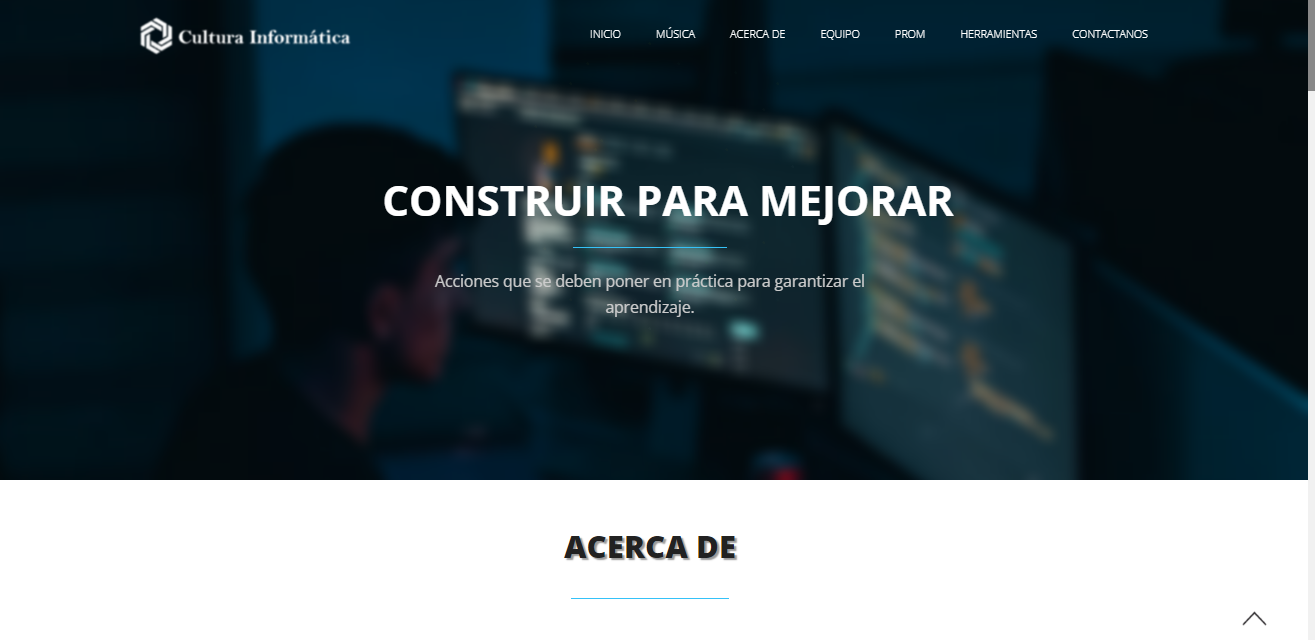 Cultura Informática
INICIO MÚSICA ACERCA DE EQUIPO PROM HERRAMIENTAS CONTACTANOS
CONSTRUIR PARA MEJORAR
Acciones que se deben poner en práctica para garantizar el
aprendizaje.
ACERCA DE